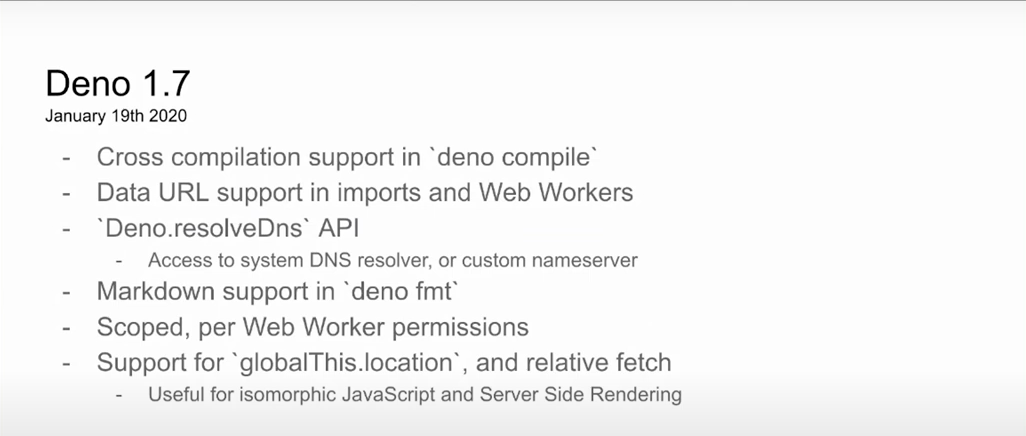 Deno 1.7
January 19th 2020
- Cross compilation support in `deno compile`
- Data URL support in imports and Web Workers
- `Deno.resolveDns` API
- Access to system DNS resolver, or custom nameserver
- Markdown support in `deno fmt`
- Scoped, per Web Worker permissions
- Support for `globalThis.location`, and relative fetch
- Useful for isomorphic JavaScript and Server Side Rendering